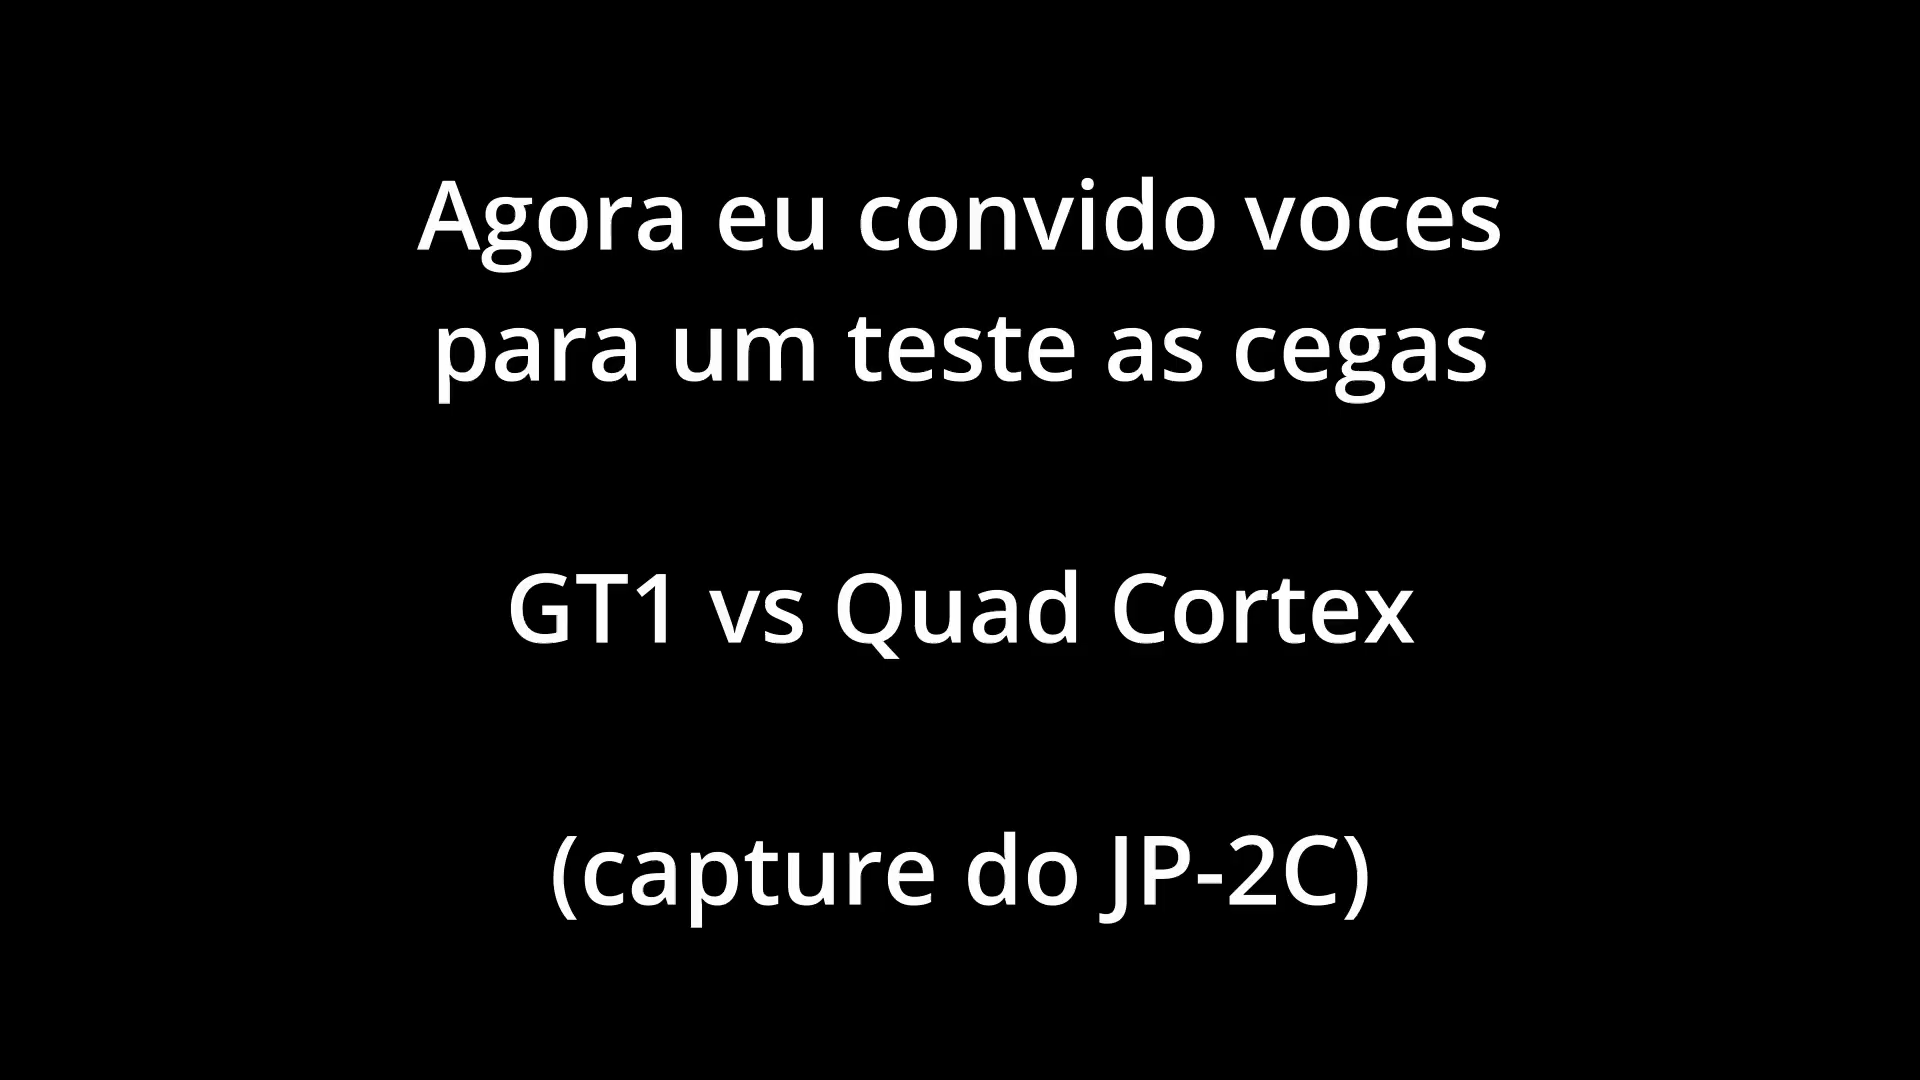 Agora eu convido voces
para um teste as cegas
GT1 vs Quad Cortex
(capture do JP-2C)